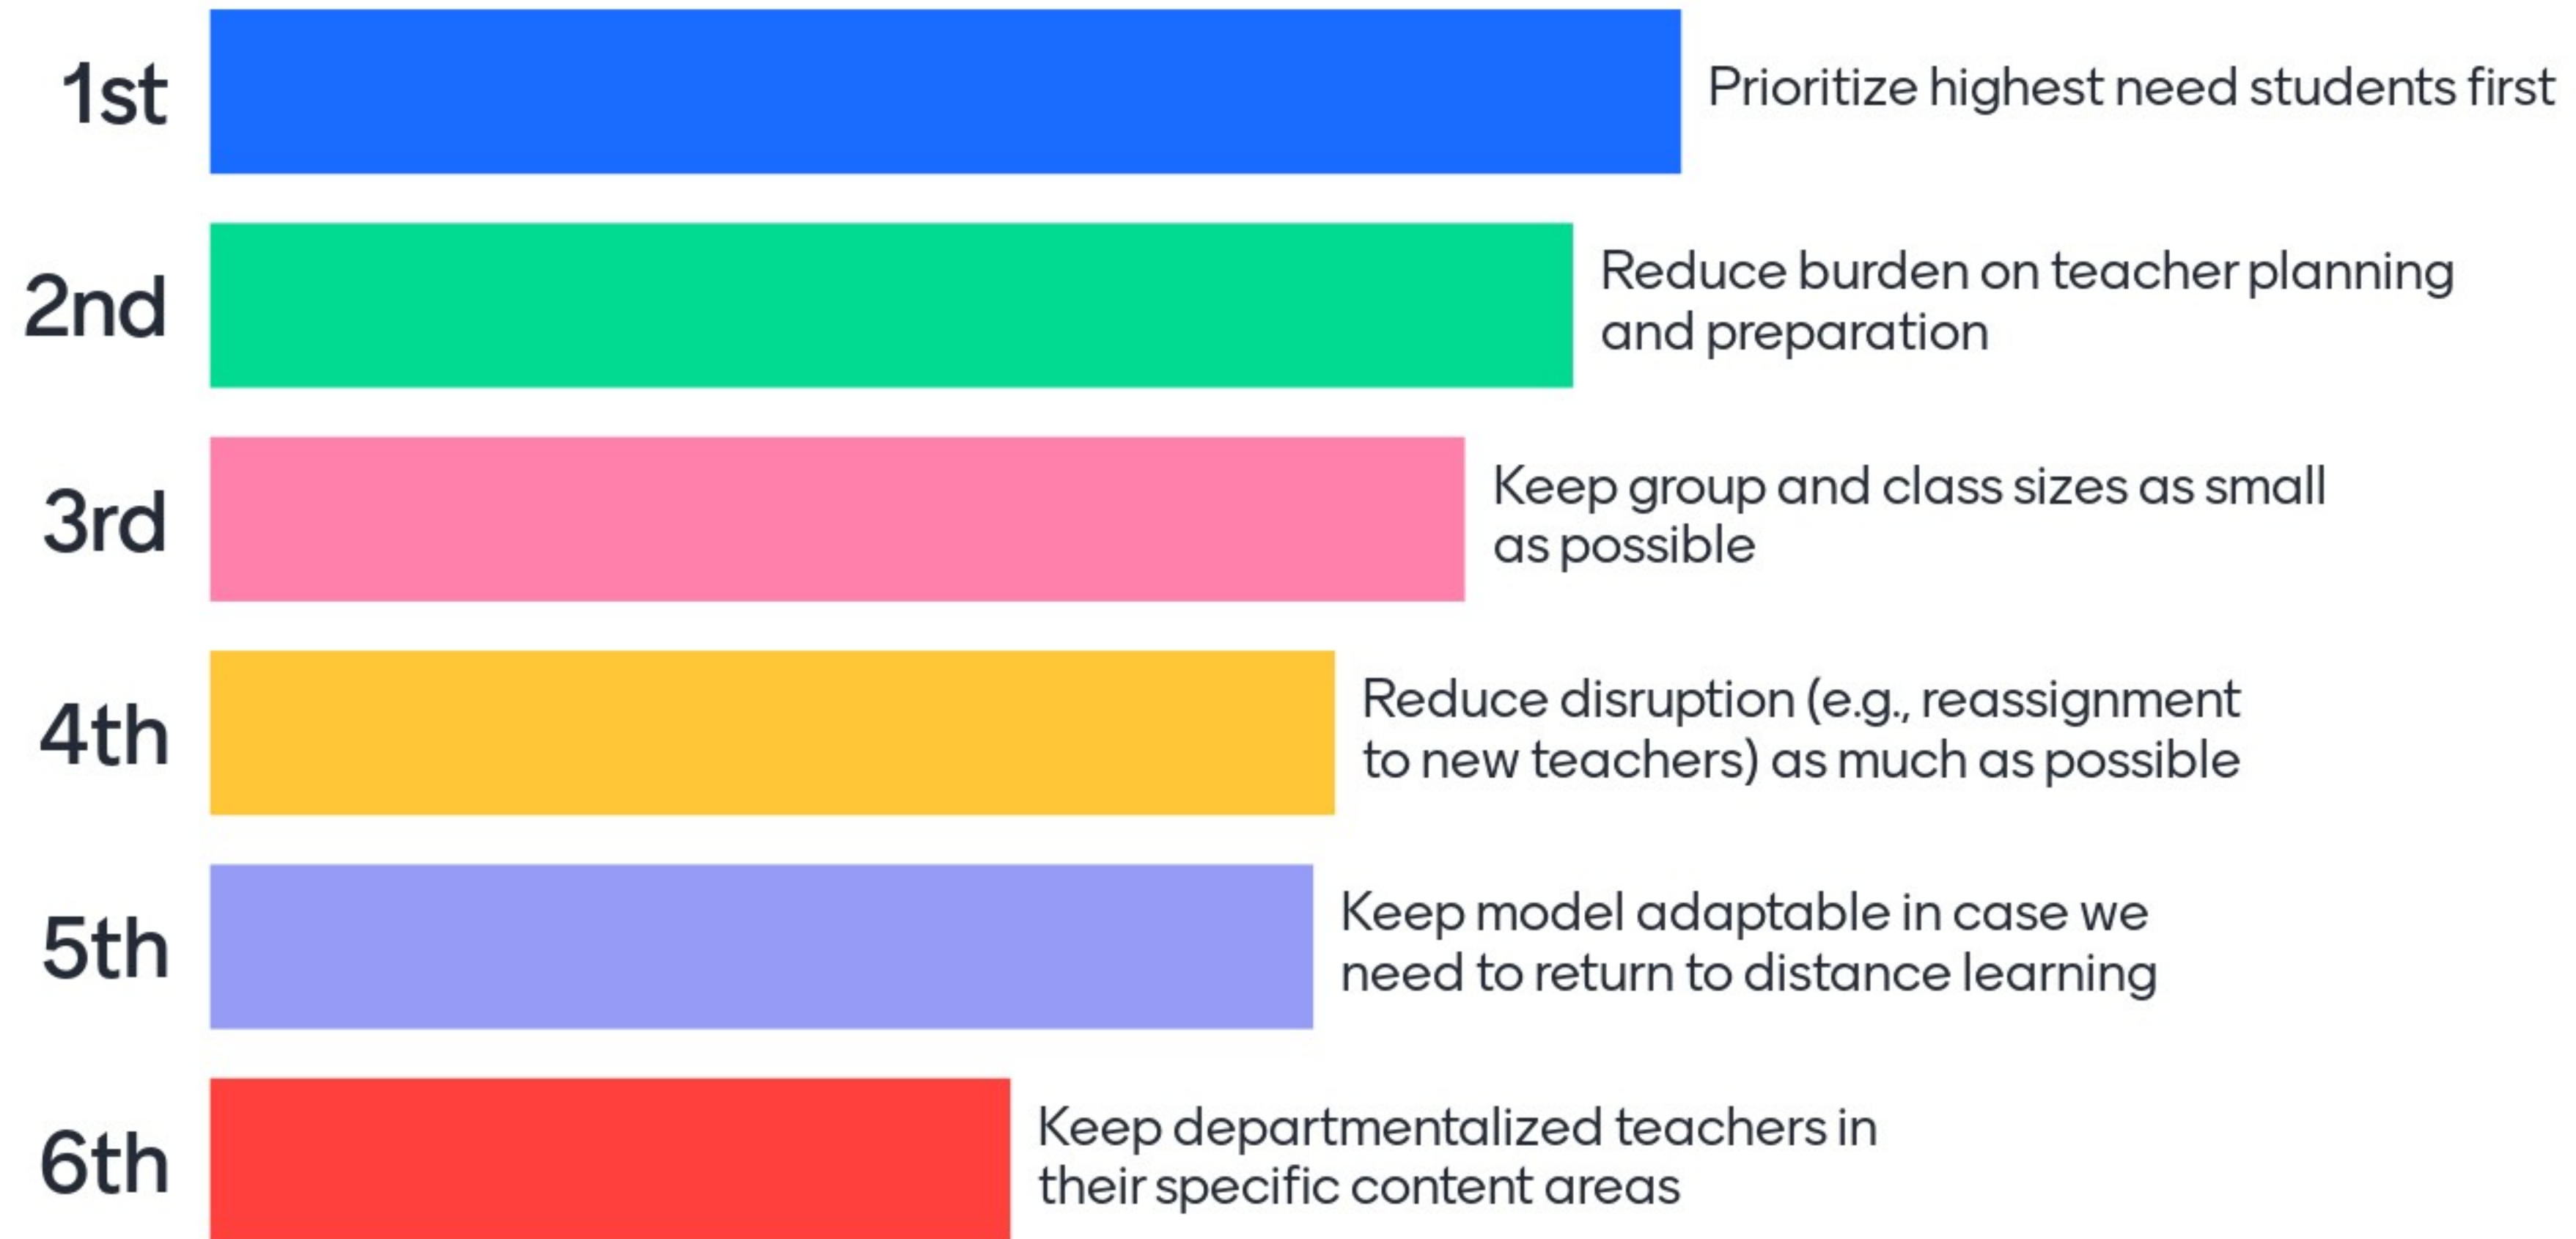 1st
Prioritize highest need students first
2nd
Reduce burden on teacher planning
and preparation
3rd
Keep group and class sizes as small
as possible
4th
Reduce disruption (e.g., reassignment
to new teachers) as much as possible
5th
Keep model adaptable in case we
need to return to distance learning
6th
Keep departmentalized teachers in
their specific content areas